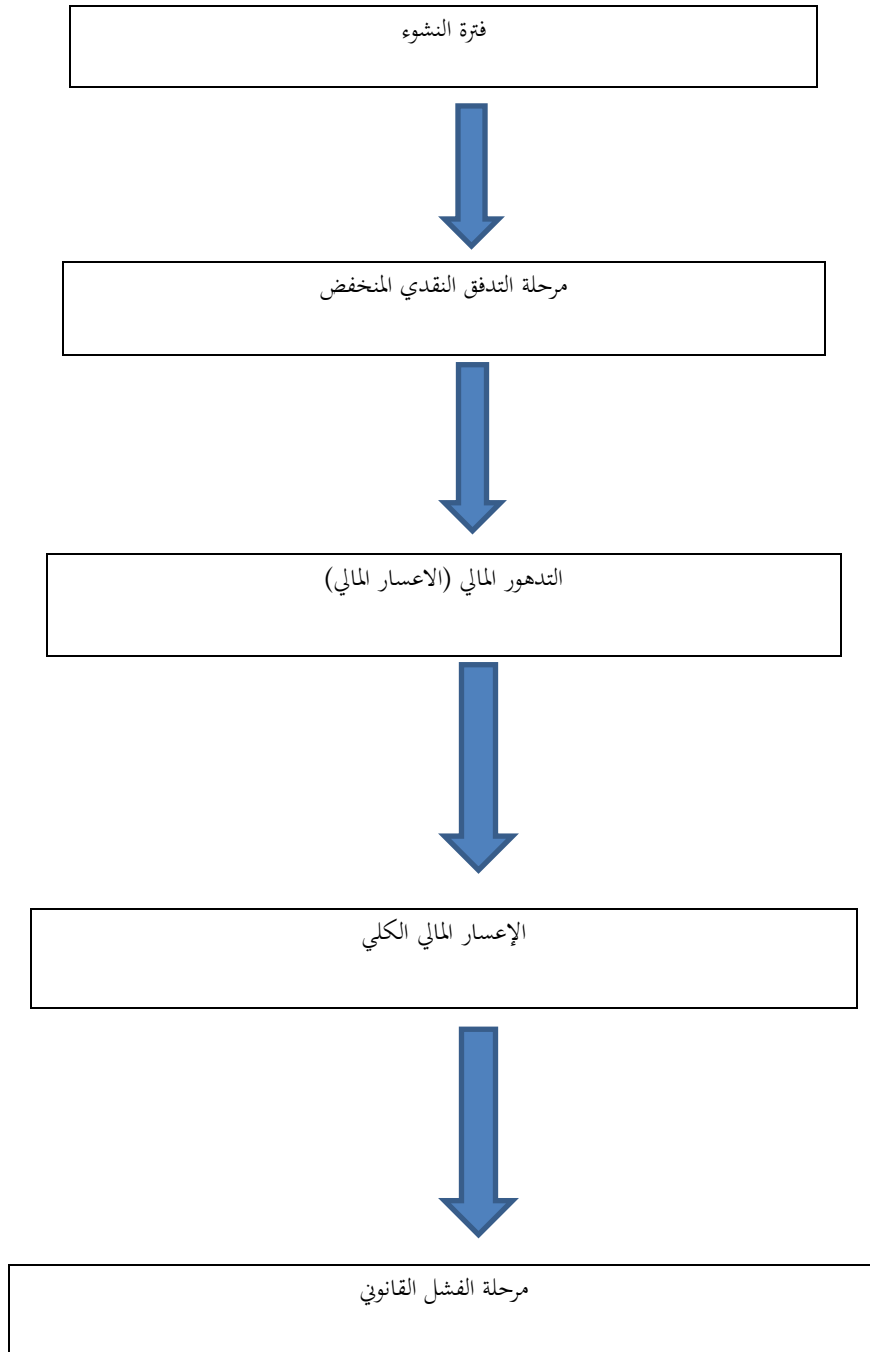 فترة النشوء
مرحلة التدفق النقدي المنخفض
التدهور المالي (الاعسار المالي)
الإعسار المالي الكلي
مرحلة الفشل القانوني